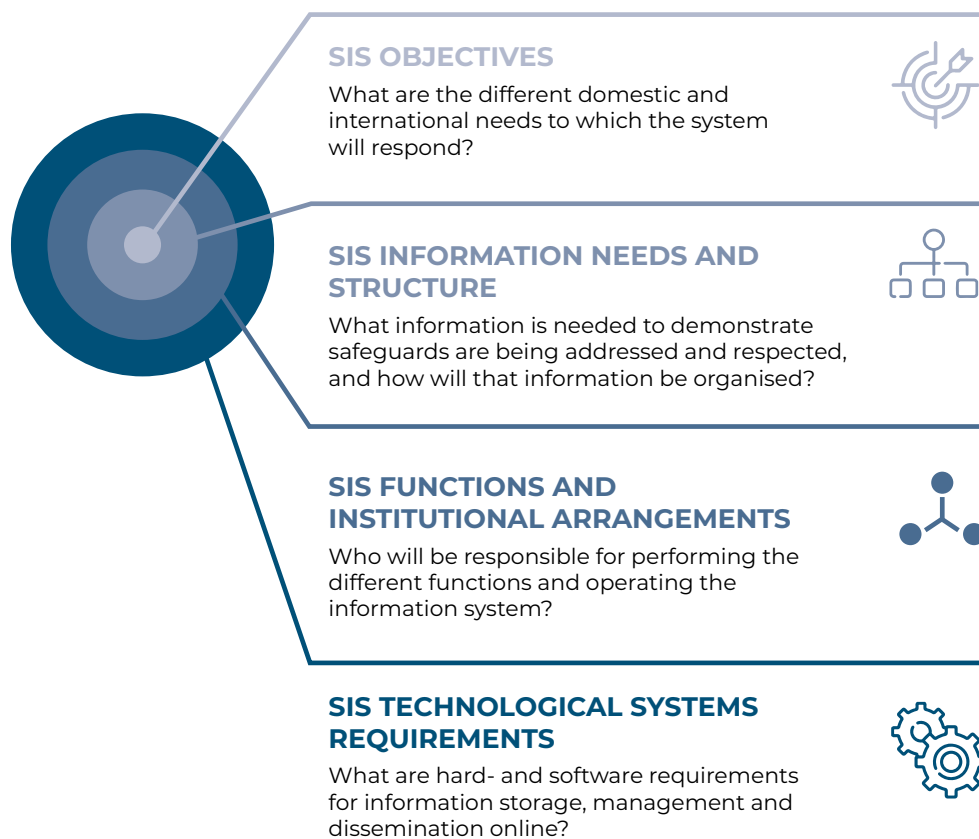 SIS OBJECTIVES
What are the different domestic and
international needs to which the system
will respond?
SIS INFORMATION NEEDS AND
STRUCTURE
What information is needed to demonstrate
safeguards are being addressed and respected,
and how will that information be organised?
SIS FUNCTIONS AND
INSTITUTIONAL ARRANGEMENTS
Who will be responsible for performing the
different functions and operating the
information system?
SIS TECHNOLOGICAL SYSTEMS
REQUIREMENTS
What are hard- and software requirements
for information storage, management and
dissemination online?